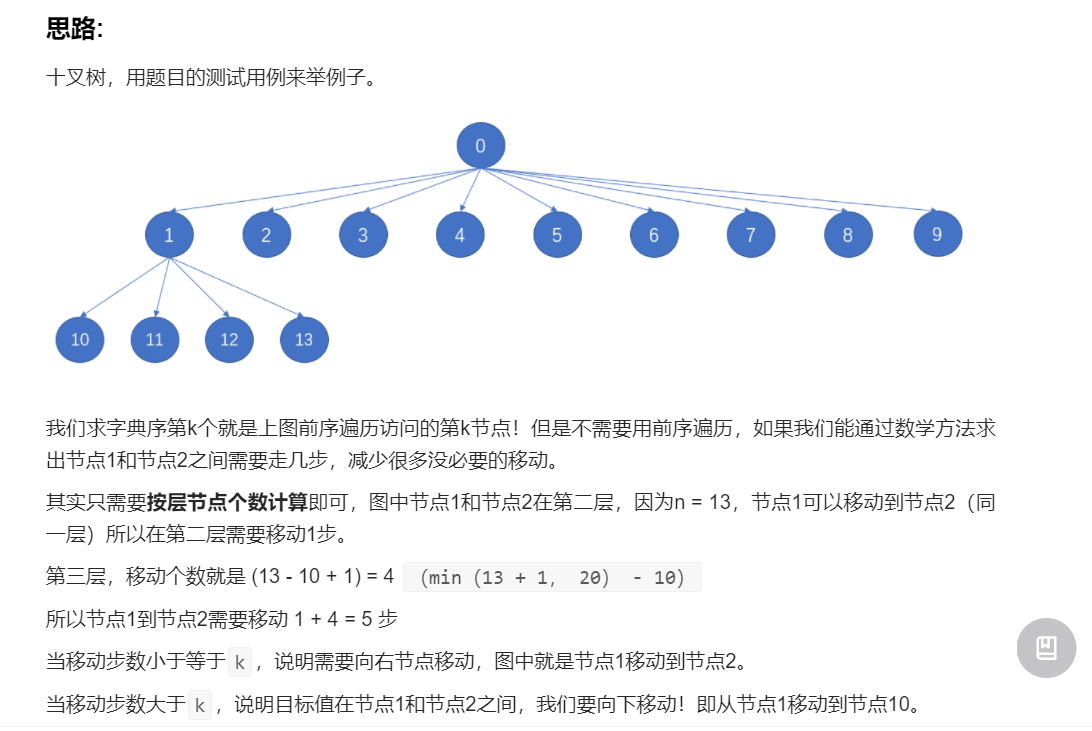 思路:
十叉树，用题目的测试用例来举例子。
0
1 2 3 4 5 6 7 8 9
10 11 12 13
我们求字典序第k个就是上图前序遍历访问的第k节点！但是不需要用前序遍历，如果我们能通过数学方法求
出节点1和节点2之间需要走几步，减少很多没必要的移动。
其实只需要按层节点个数计算即可，图中节点1和节点2在第二层，因为n = 13，节点1可以移动到节点2（同
一层）所以在第二层需要移动1步。
第三层，移动个数就是 (13 - 10 + 1) = 4 (min (13 + 1, 20) - 10)
所以节点1到节点2需要移动 1 + 4 = 5 步
当移动步数小于等于 k ，说明需要向右节点移动，图中就是节点1移动到节点2。
当移动步数大于 k ，说明目标值在节点1和节点2之间，我们要向下移动！即从节点1移动到节点10。